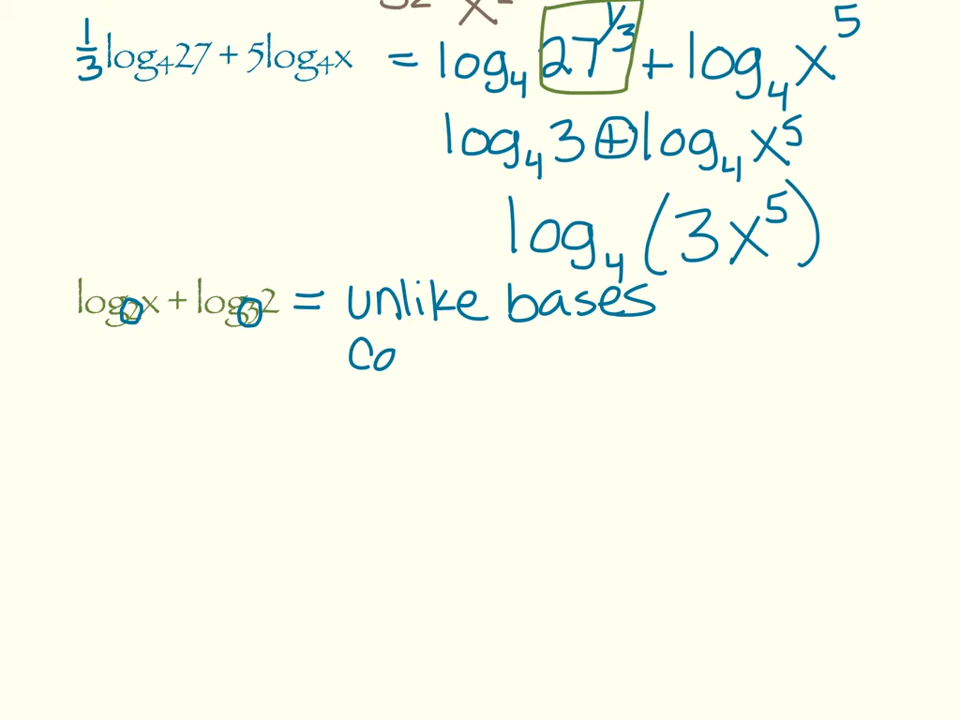 1/3 log₄27 + 5log₄x = log₄ 27^(1/3) + log₄ x⁵
log₄ 3 ⊕ log₄ x⁵
log₄ (3x⁵)
log₂x + log₃2 = unlike bases
co